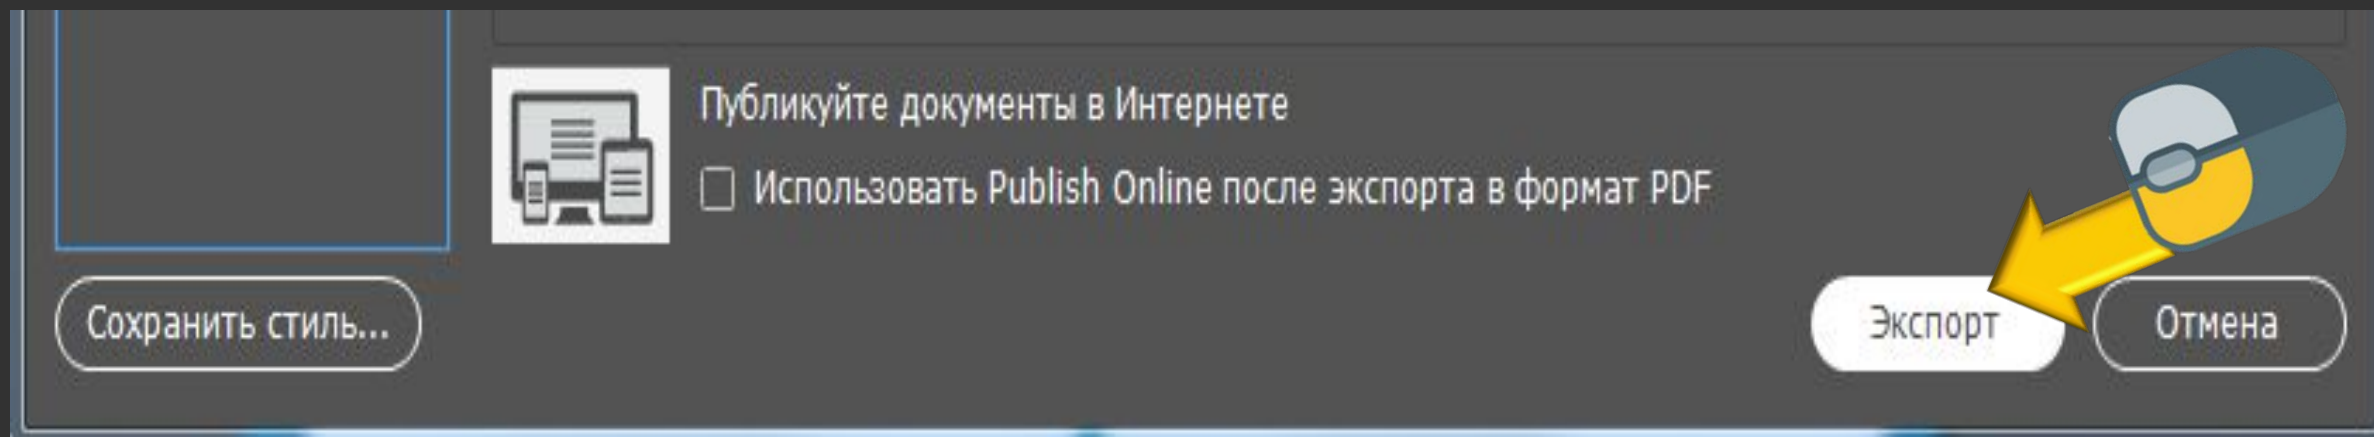 Публикуйте документы в Интернете
Использовать Publish Online после экспорта в формат PDF
Сохранить стиль...
Экспорт
Отмена